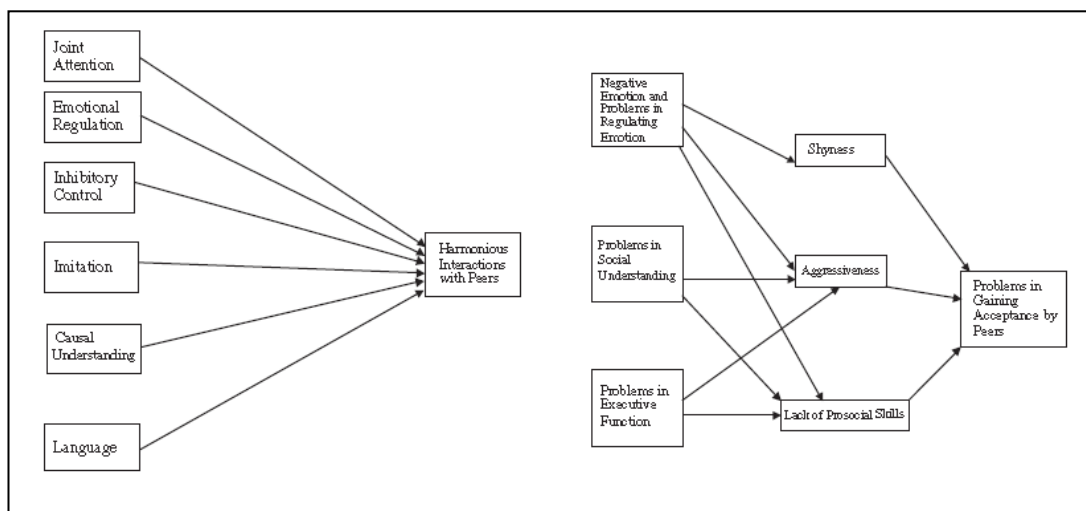 Joint
Attention
Emotional
Regulation
Inhibitory
Control
Imitation
Causal
Understanding
Language
Harmonious
Interactions
with Peers
Negative
Emotion and
Problems in
Regulating
Emotion
Problems in
Social
Understanding
Problems in
Executive
Function
Shyness
Aggressiveness
Lack of Prosocial Skills
Problems in
Gaining
Acceptance by
Peers